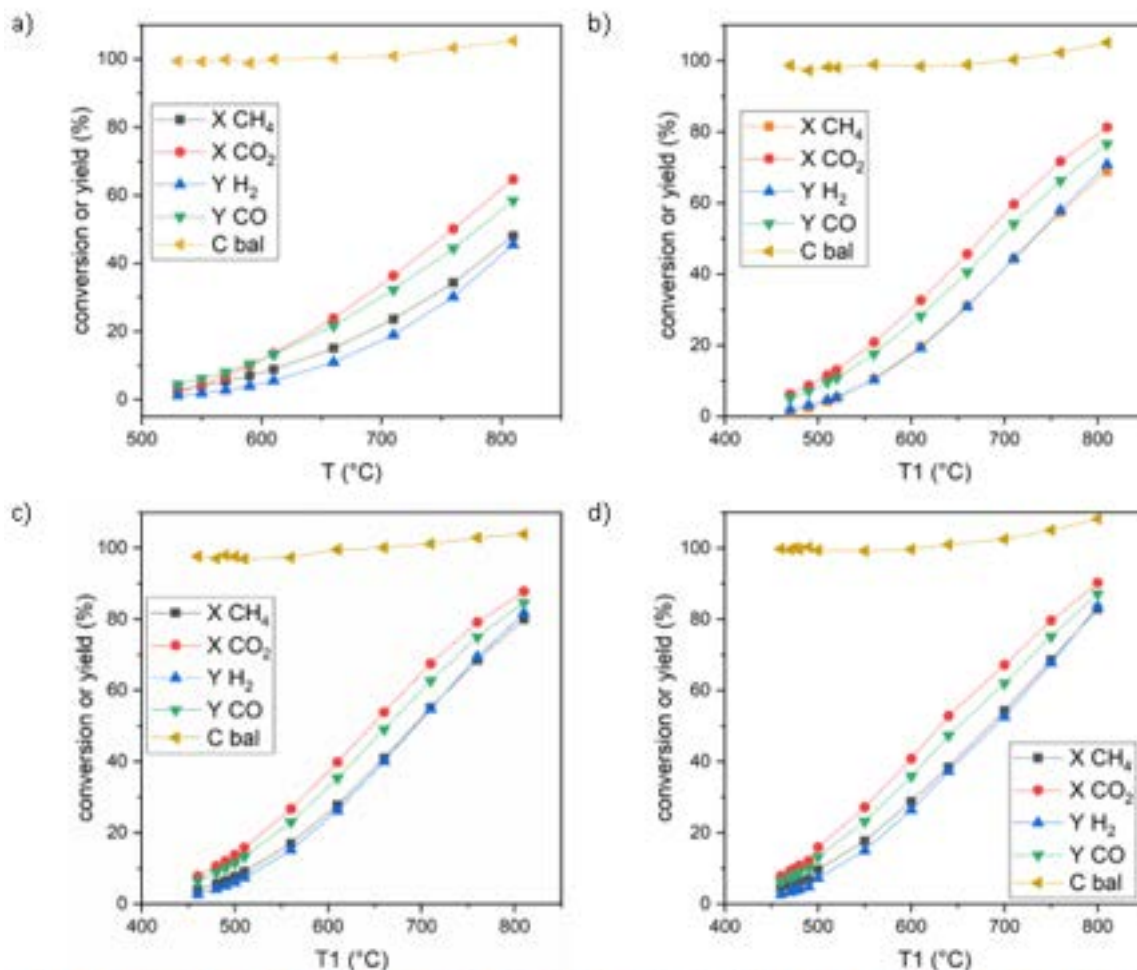 a)
conversion or yield (%)
100
80
60
40
20
0
X CH₄
X CO₂
Y H₂
Y CO
C bal
500
600
700
800
T (°C)
b)
conversion or yield (%)
100
80
60
40
20
0
X CH₄
X CO₂
Y H₂
Y CO
C bal
400
500
600
700
800
T1 (°C)
c)
conversion or yield (%)
100
80
60
40
20
0
X CH₄
X CO₂
Y H₂
Y CO
C bal
400
500
600
700
800
T1 (°C)
d)
conversion or yield (%)
100
80
60
40
20
0
X CH₄
X CO₂
Y H₂
Y CO
C bal
400
500
600
700
800
T1 (°C)